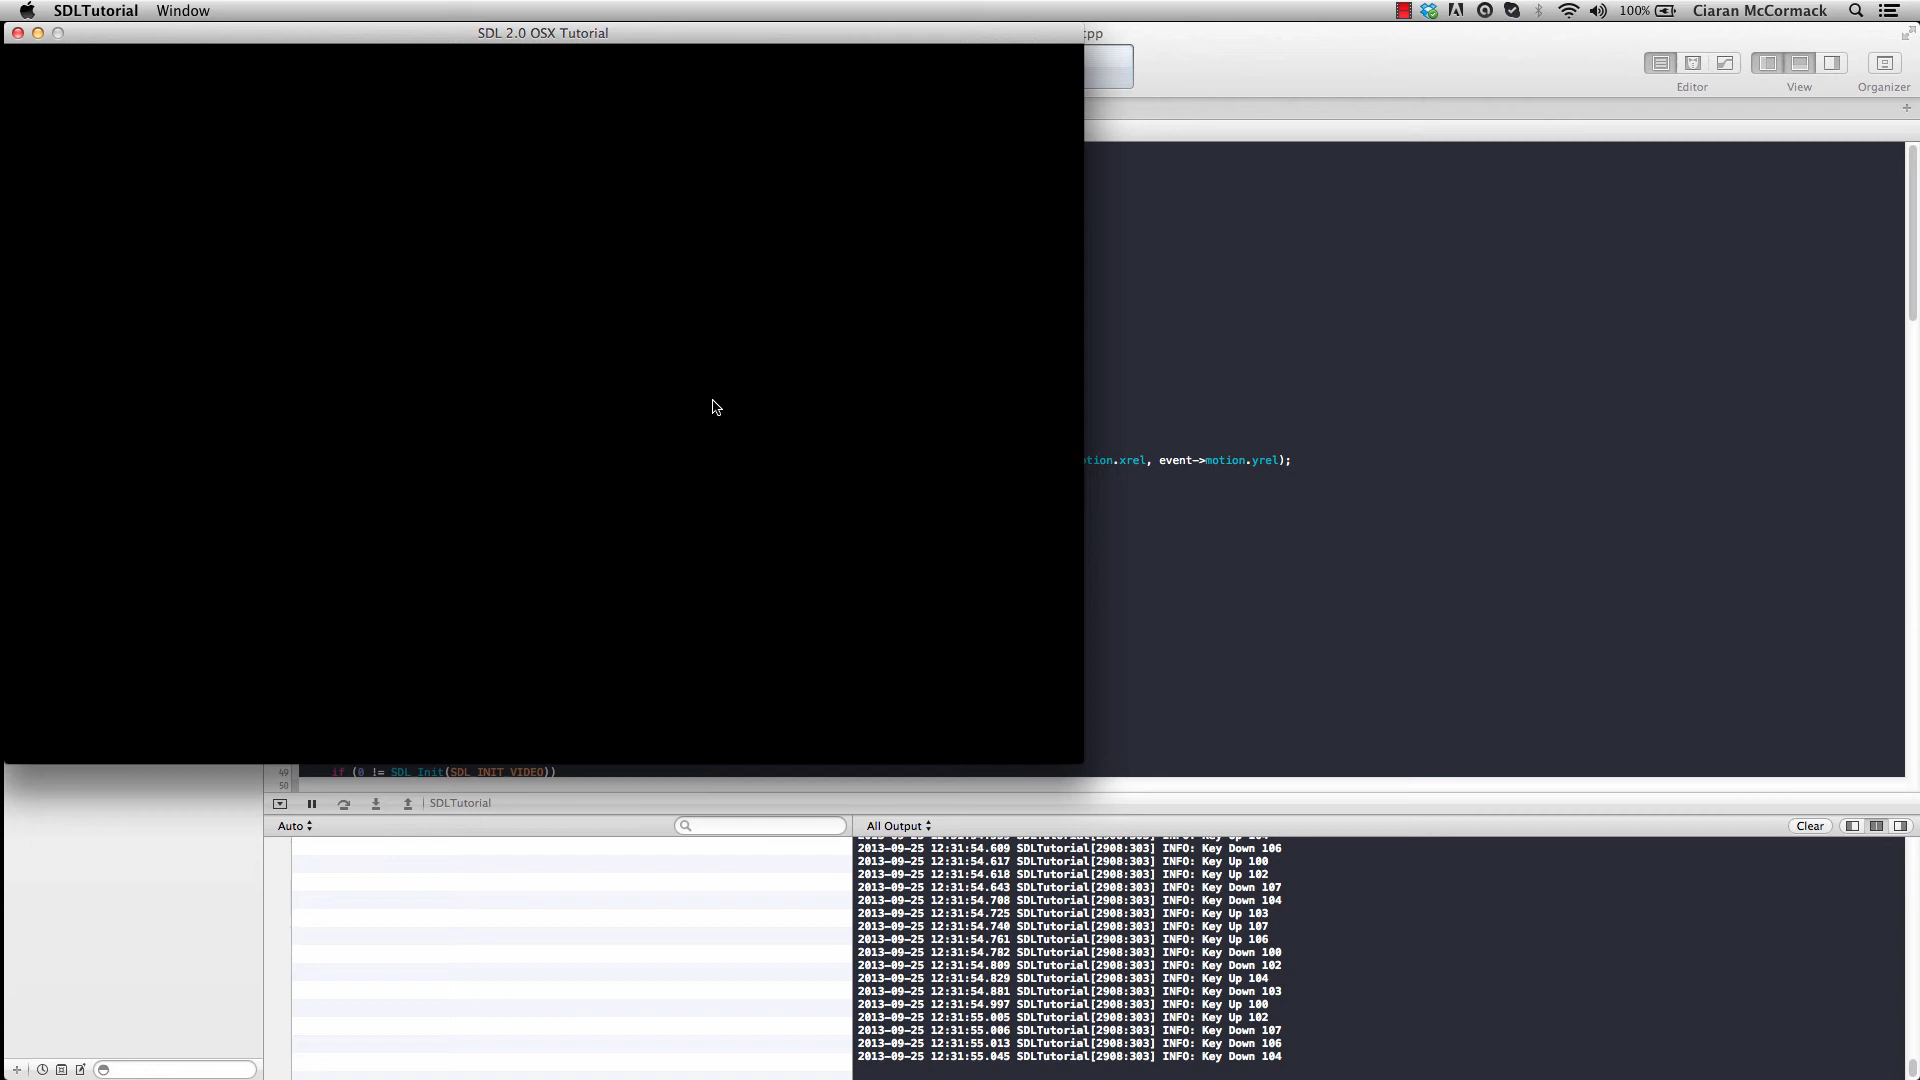 SDLTutorial Window 100% Ciaran McCormack
SDL 2.0 OSX Tutorial
cpp
Editor View Organizer
otion.xrel, event->motion.yrel);
49 if (0 != SDL_Init(SDL_INIT_VIDEO))
50
SDLTutorial
Auto
All Output Clear
2013-09-25 12:31:54.609 SDLTutorial[2908:303] INFO: Key Down 106
2013-09-25 12:31:54.617 SDLTutorial[2908:303] INFO: Key Up 100
2013-09-25 12:31:54.618 SDLTutorial[2908:303] INFO: Key Up 102
2013-09-25 12:31:54.643 SDLTutorial[2908:303] INFO: Key Down 107
2013-09-25 12:31:54.708 SDLTutorial[2908:303] INFO: Key Down 104
2013-09-25 12:31:54.725 SDLTutorial[2908:303] INFO: Key Up 103
2013-09-25 12:31:54.740 SDLTutorial[2908:303] INFO: Key Up 107
2013-09-25 12:31:54.761 SDLTutorial[2908:303] INFO: Key Up 106
2013-09-25 12:31:54.782 SDLTutorial[2908:303] INFO: Key Down 100
2013-09-25 12:31:54.809 SDLTutorial[2908:303] INFO: Key Down 102
2013-09-25 12:31:54.829 SDLTutorial[2908:303] INFO: Key Up 104
2013-09-25 12:31:54.881 SDLTutorial[2908:303] INFO: Key Down 103
2013-09-25 12:31:54.997 SDLTutorial[2908:303] INFO: Key Up 100
2013-09-25 12:31:55.005 SDLTutorial[2908:303] INFO: Key Up 102
2013-09-25 12:31:55.006 SDLTutorial[2908:303] INFO: Key Down 107
2013-09-25 12:31:55.013 SDLTutorial[2908:303] INFO: Key Down 106
2013-09-25 12:31:55.045 SDLTutorial[2908:303] INFO: Key Down 104